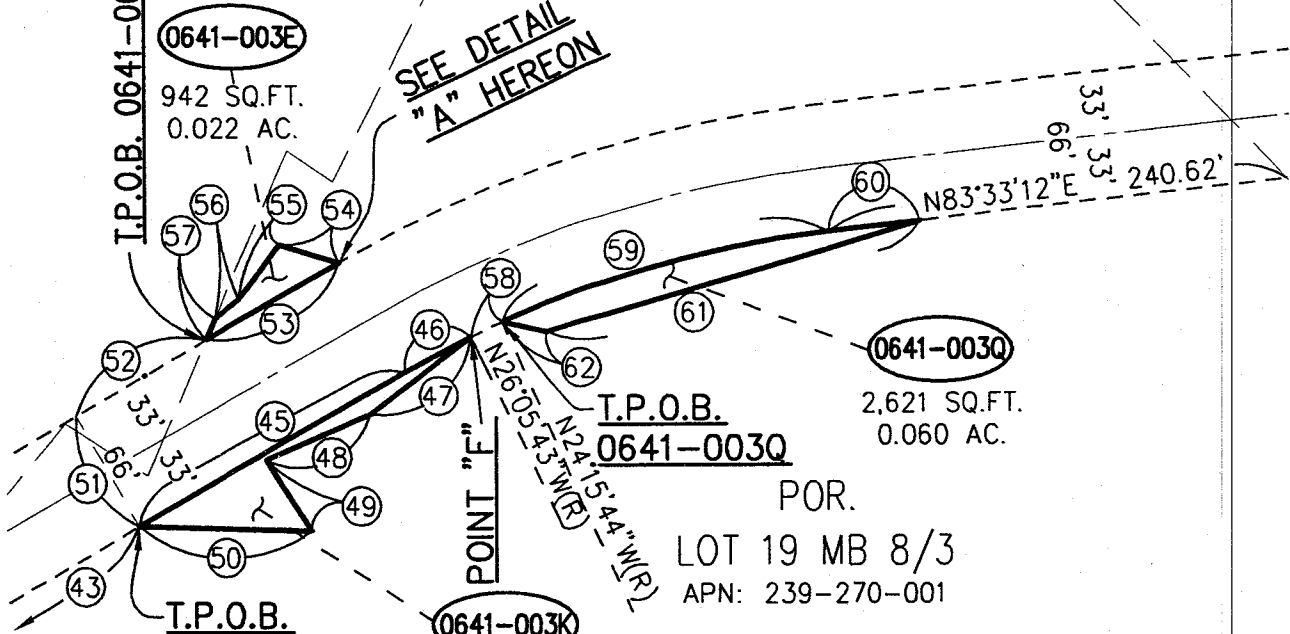 T.P.O.B. 0641-00
0641-003E
942 SQ.FT.
0.022 AC.
SEE DETAIL
"A" HEREON
33'
66'
33'
N83°33'12"E 240.62'
60
54
55
56
57
59
58
53
61
46
62
52
47
45
0641-003Q
2,621 SQ.FT.
0.060 AC.
T.P.O.B.
0641-003Q
N26°05'43"W(R)
N24°15'44"W(R)
POINT "F"
33'
66'
33'
48
51
49
50
43
POR.
LOT 19 MB 8/3
APN: 239-270-001
T.P.O.B.
0641-003K